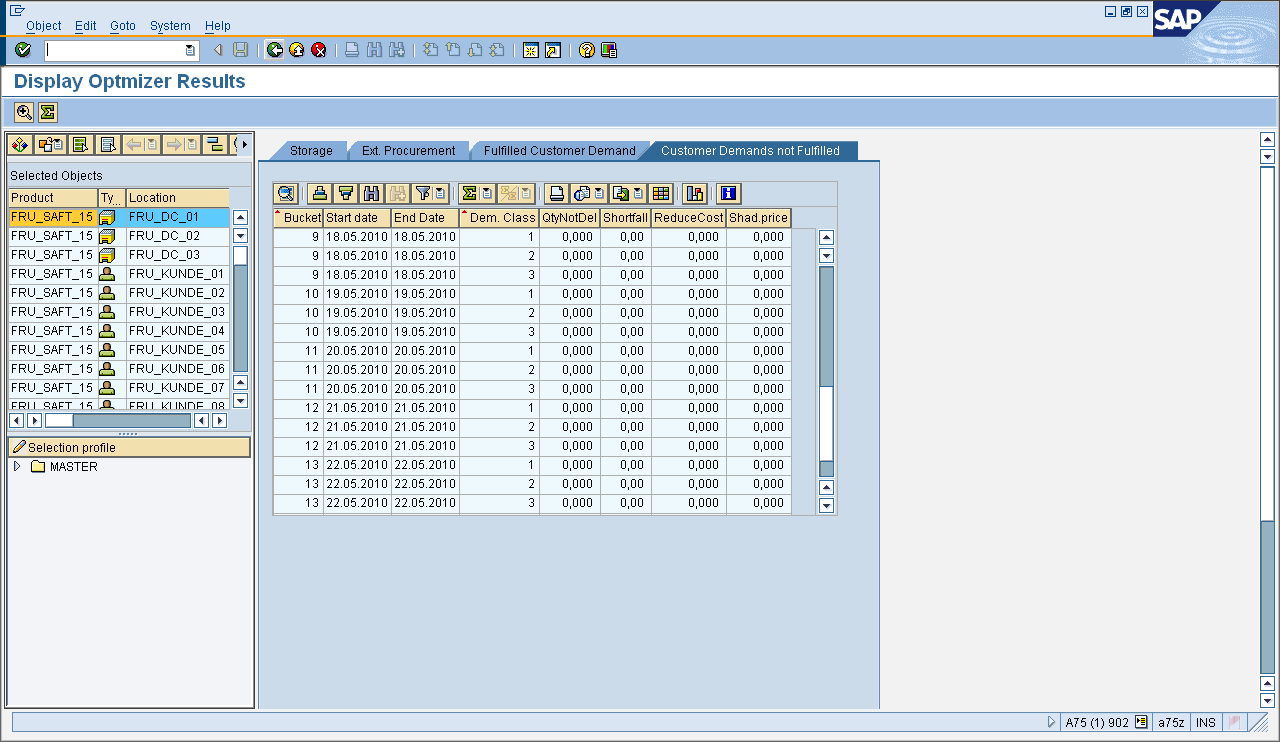 Object Edit Goto System Help
SAP
Display Optmizer Results
Storage Ext. Procurement Fulfilled Customer Demand Customer Demands not Fulfilled
Selected Objects
Product Ty... Location
FRU_SAFT_15 FRU_DC_01
FRU_SAFT_15 FRU_DC_02
FRU_SAFT_15 FRU_DC_03
FRU_SAFT_15 FRU_KUNDE_01
FRU_SAFT_15 FRU_KUNDE_02
FRU_SAFT_15 FRU_KUNDE_03
FRU_SAFT_15 FRU_KUNDE_04
FRU_SAFT_15 FRU_KUNDE_05
FRU_SAFT_15 FRU_KUNDE_06
FRU_SAFT_15 FRU_KUNDE_07
FRU_SAFT_15 FRU_KUNDE_08
Selection profile
MASTER
Bucket Start date End Date Dem. Class QtyNotDel Shortfall ReduceCost Shad.price
9 18.05.2010 18.05.2010 1 0,000 0,00 0,000 0,000
9 18.05.2010 18.05.2010 2 0,000 0,00 0,000 0,000
9 18.05.2010 18.05.2010 3 0,000 0,00 0,000 0,000
10 19.05.2010 19.05.2010 1 0,000 0,00 0,000 0,000
10 19.05.2010 19.05.2010 2 0,000 0,00 0,000 0,000
10 19.05.2010 19.05.2010 3 0,000 0,00 0,000 0,000
11 20.05.2010 20.05.2010 1 0,000 0,00 0,000 0,000
11 20.05.2010 20.05.2010 2 0,000 0,00 0,000 0,000
11 20.05.2010 20.05.2010 3 0,000 0,00 0,000 0,000
12 21.05.2010 21.05.2010 1 0,000 0,00 0,000 0,000
12 21.05.2010 21.05.2010 2 0,000 0,00 0,000 0,000
12 21.05.2010 21.05.2010 3 0,000 0,00 0,000 0,000
13 22.05.2010 22.05.2010 1 0,000 0,00 0,000 0,000
13 22.05.2010 22.05.2010 2 0,000 0,00 0,000 0,000
13 22.05.2010 22.05.2010 3 0,000 0,00 0,000 0,000
A75 (1) 902 a75z INS